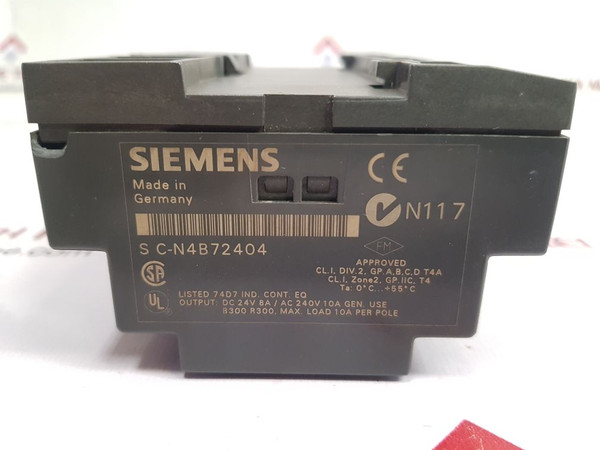 SIEMENS
Made in
Germany
CE
N117
S C-N4B72404
FM
APPROVED
CL.I, DIV.2, GP.A,B,C,D T4A
CL.I, Zone2, GP.IIC, T4
Ta: 0°C...+55°C
SA
UL
LISTED 74D7 IND. CONT. EQ
OUTPUT: DC 24V 8A / AC 240V 10A GEN. USE
B300 R300, MAX. LOAD 10A PER POLE